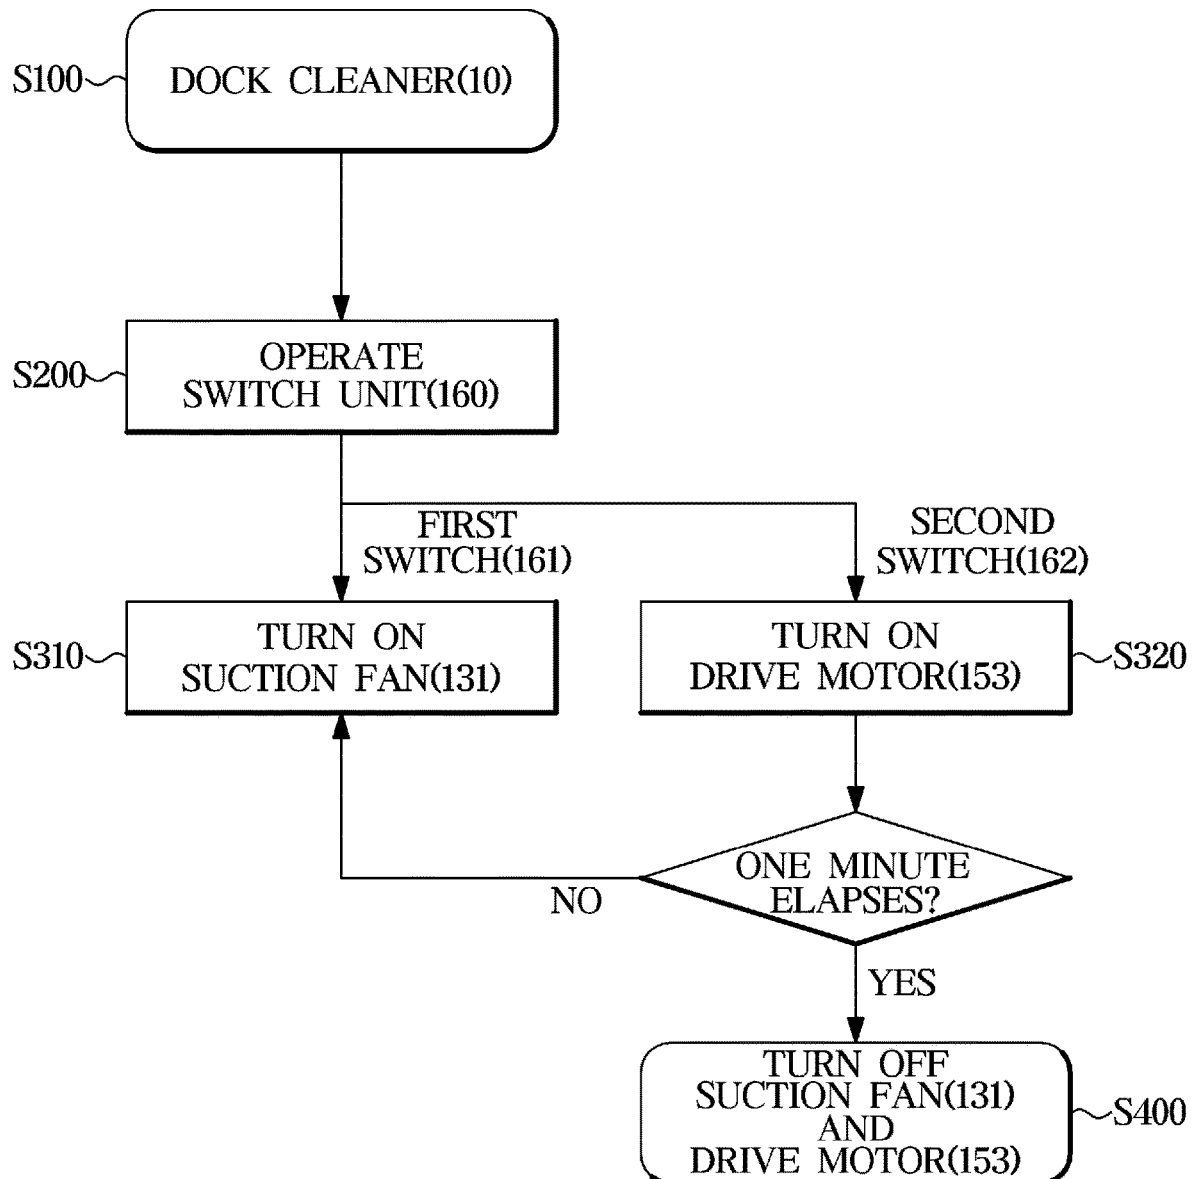 S100
DOCK CLEANER(10)
S200
OPERATE
SWITCH UNIT(160)
FIRST
SWITCH(161)
SECOND
SWITCH(162)
S310
TURN ON
SUCTION FAN(131)
TURN ON
DRIVE MOTOR(153)
S320
ONE MINUTE
ELAPSES?
NO
YES
TURN OFF
SUCTION FAN(131)
AND
DRIVE MOTOR(153)
S400